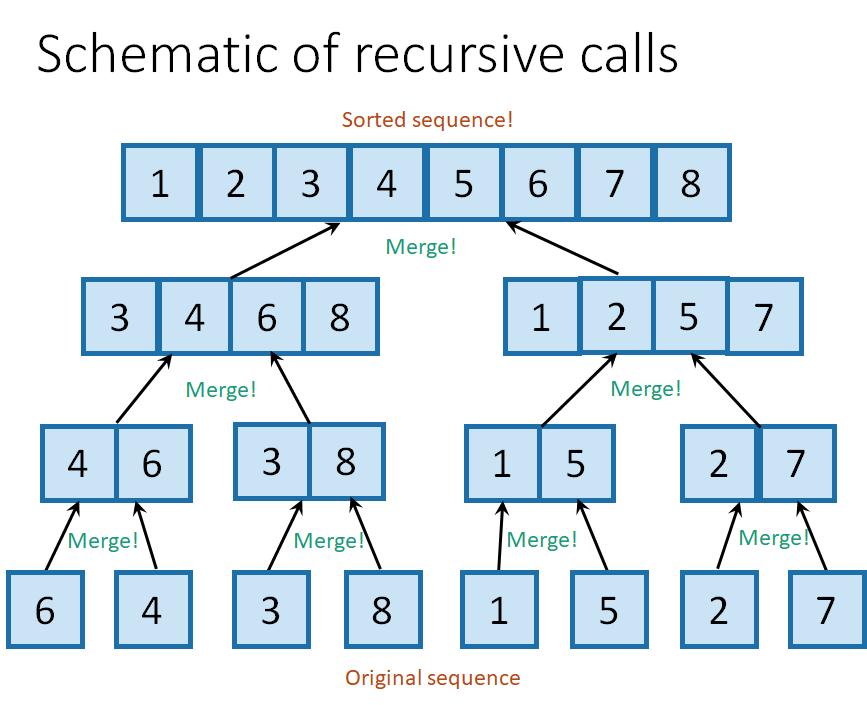 Schematic of recursive calls
Sorted sequence!
1 2 3 4 5 6 7 8
Merge!
3 4 6 8 1 2 5 7
Merge! Merge!
4 6 3 8 1 5 2 7
Merge! Merge! Merge! Merge!
6 4 3 8 1 5 2 7
Original sequence